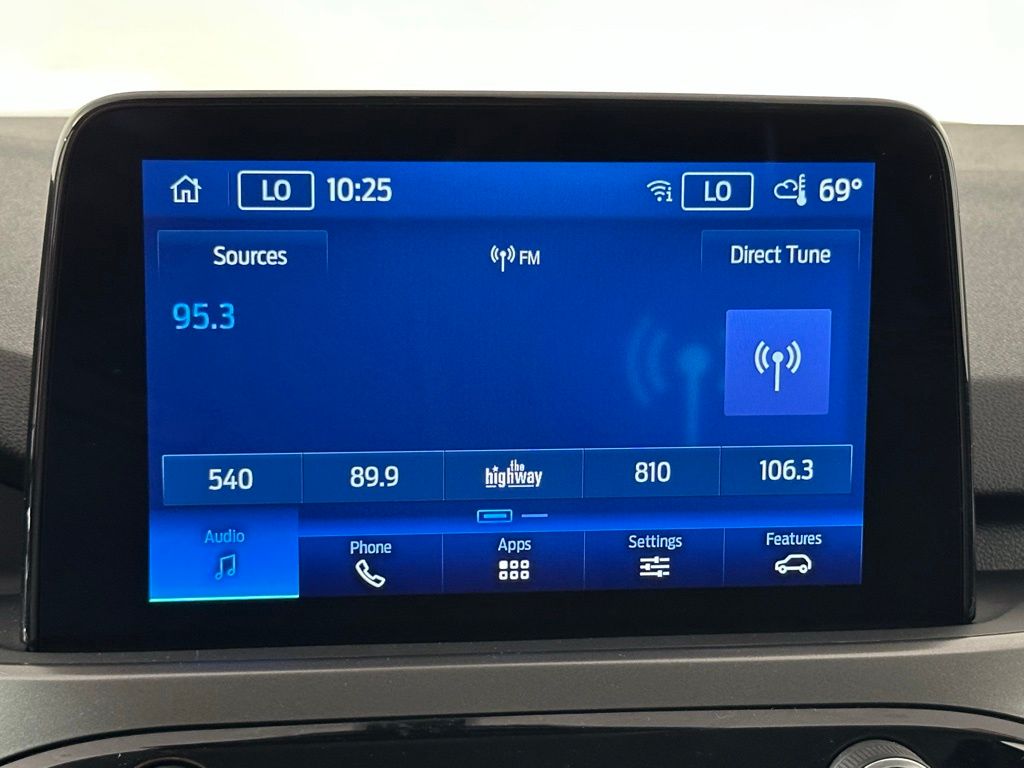 LO 10:25 LO 69°
Sources FM Direct Tune
95.3
540 89.9 the highway 810 106.3
Audio Phone Apps Settings Features